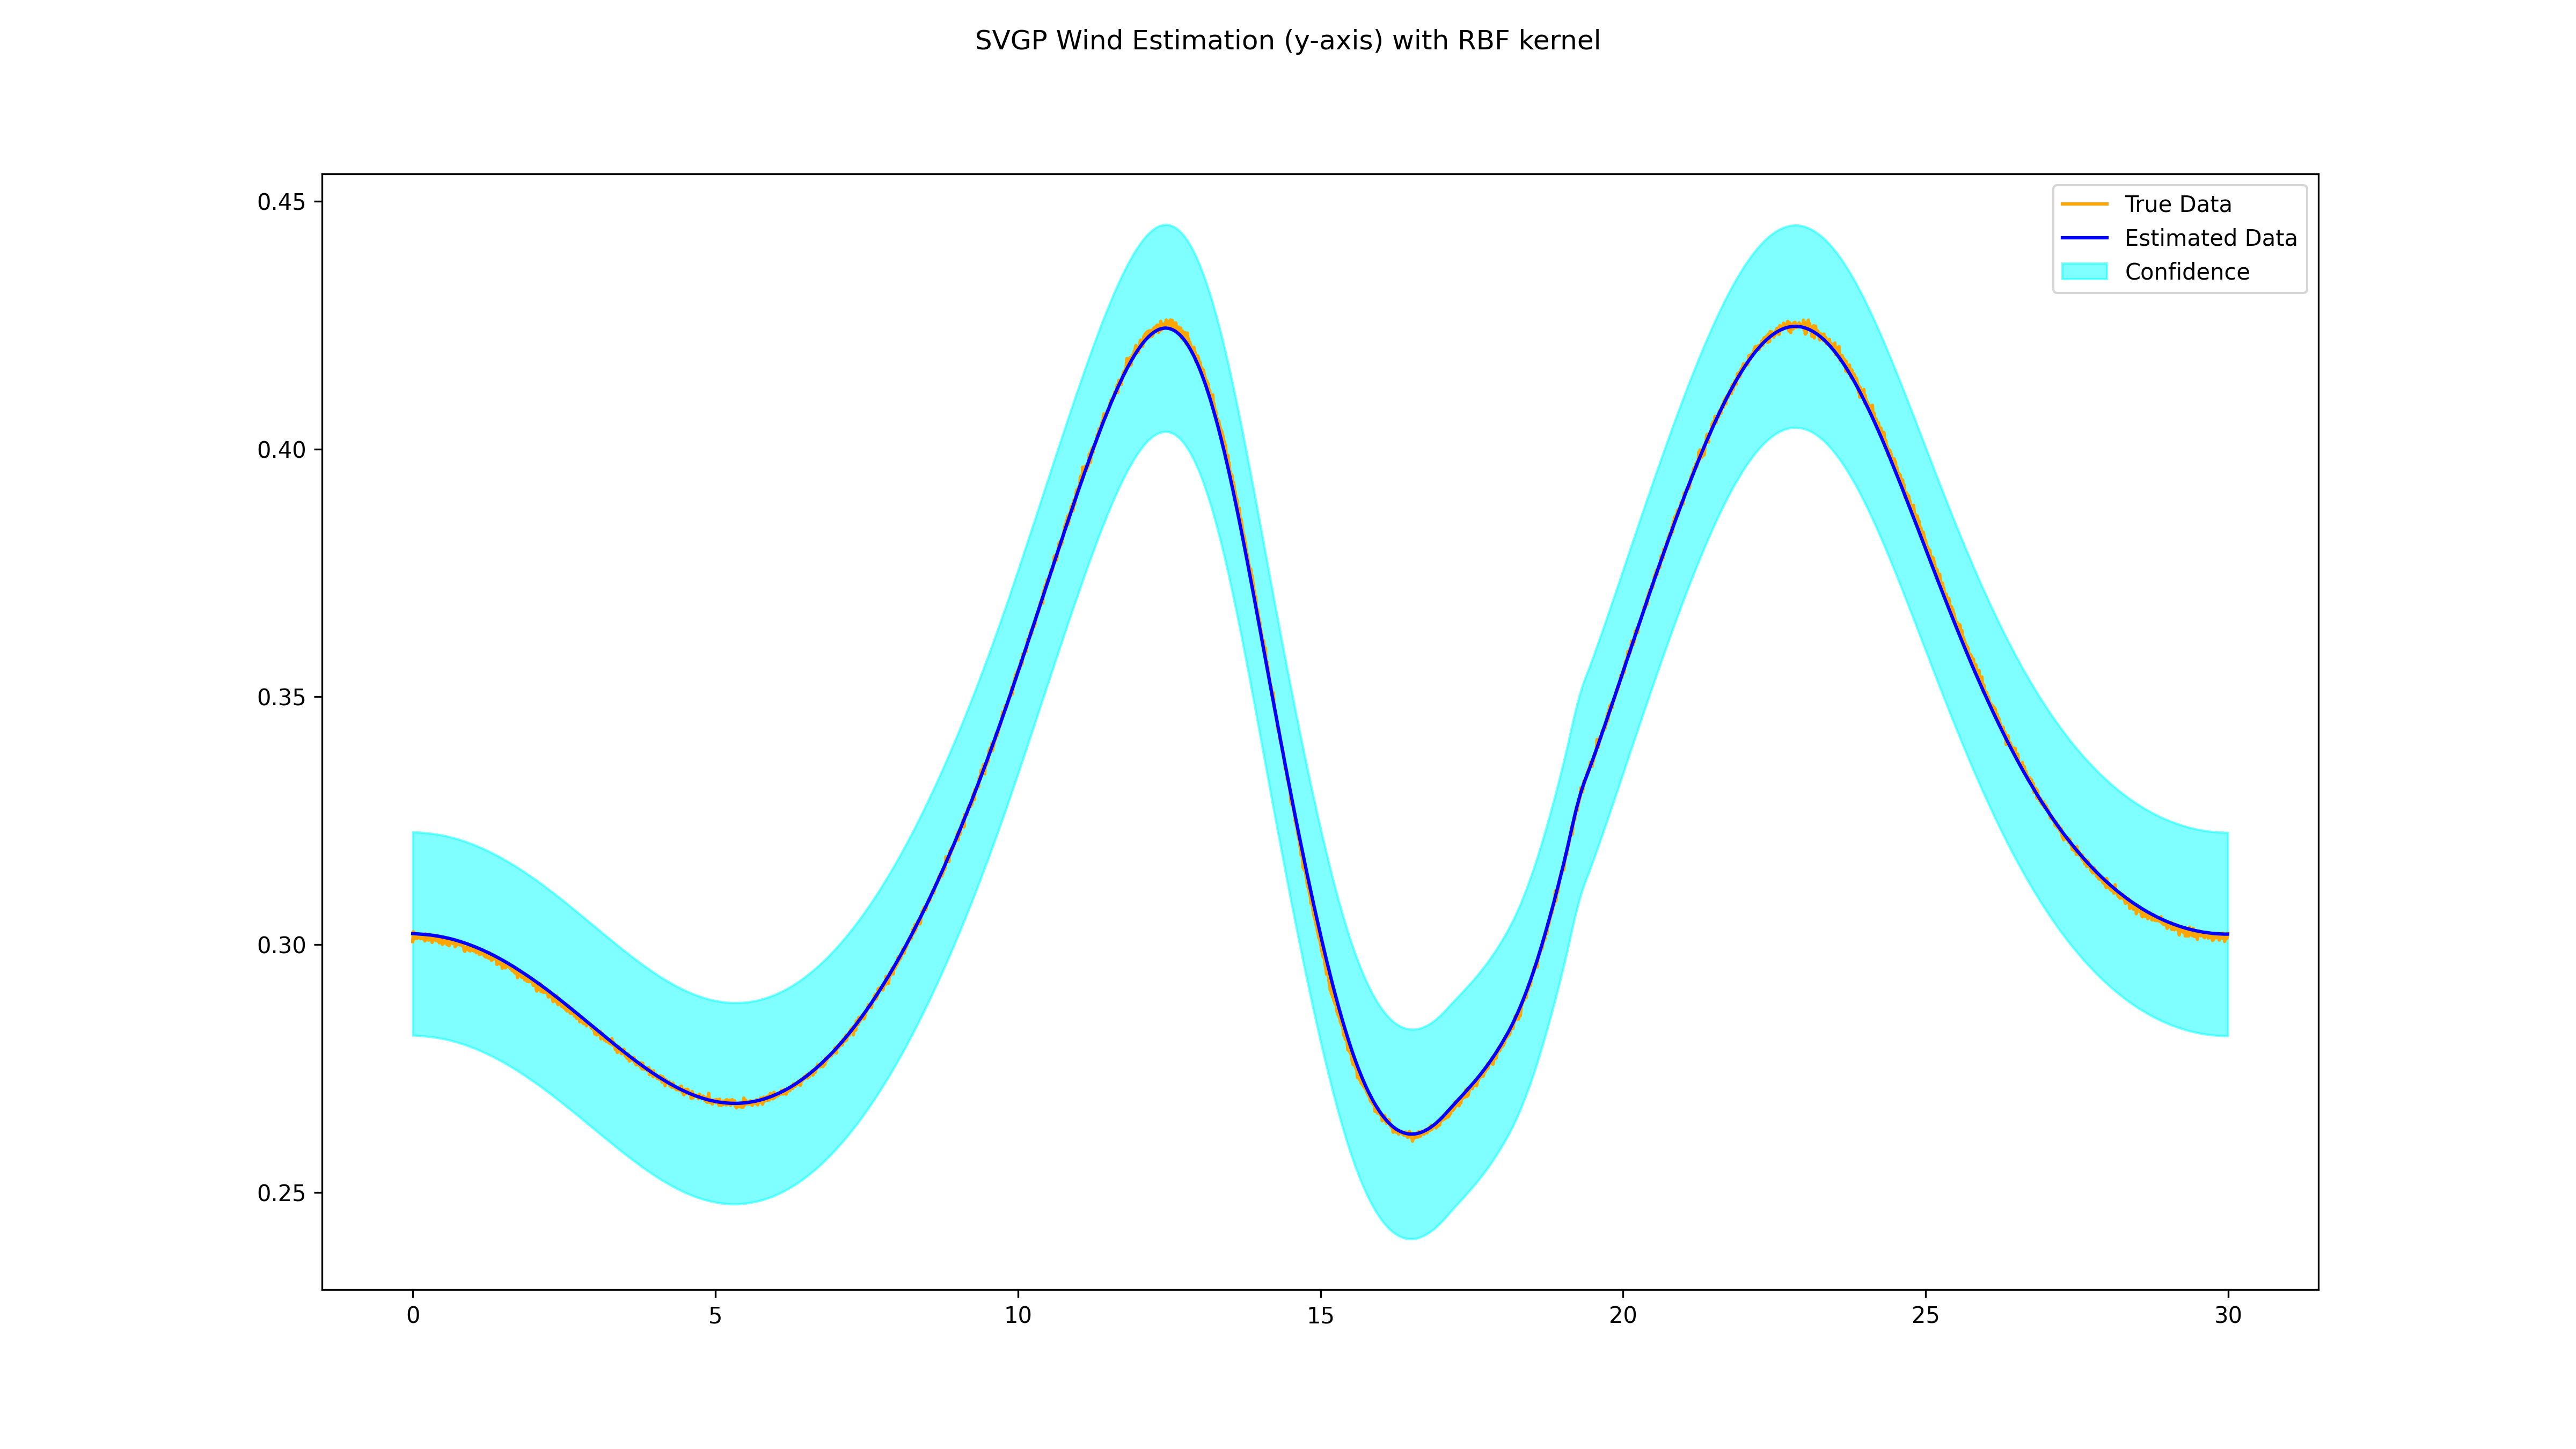 SVGP Wind Estimation (y-axis) with RBF kernel
True Data
Estimated Data
Confidence
0.45
0.40
0.35
0.30
0.25
0 5 10 15 20 25 30